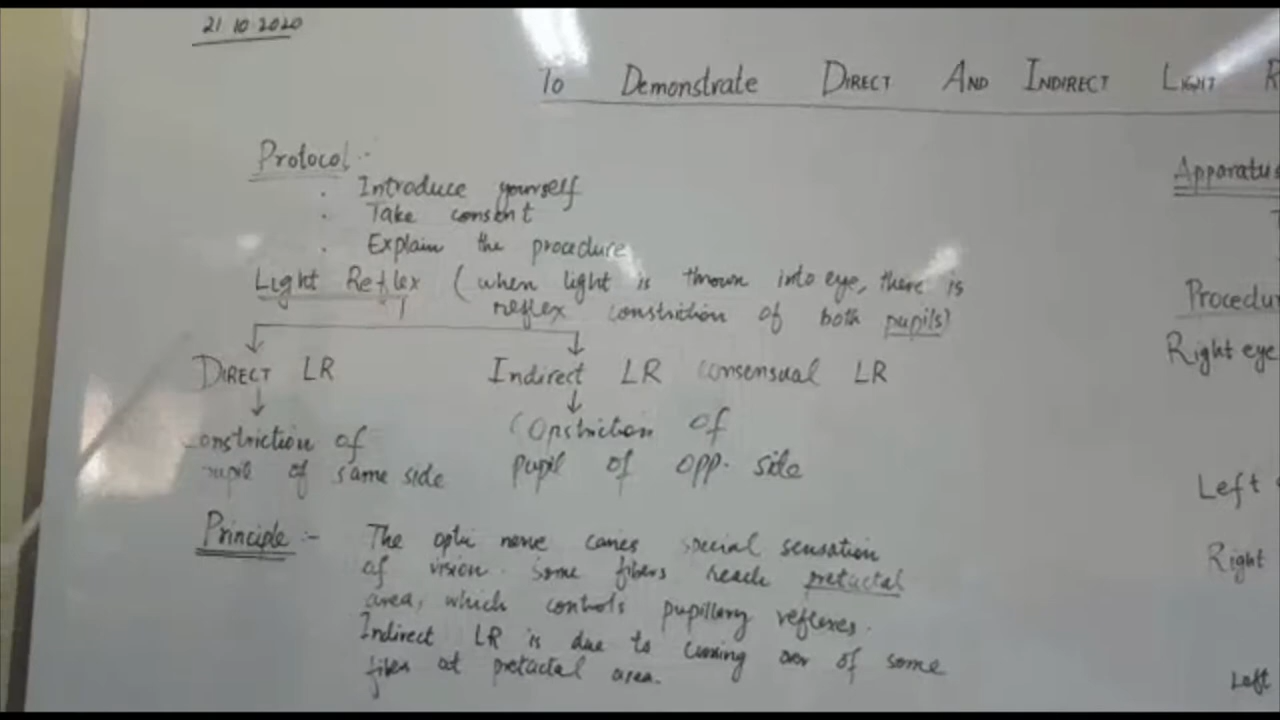 21.10.2020
To Demonstrate DIRECT AND INDIRECT LIGHT R
Protocol:-
. Introduce yourself
. Take consent
. Explain the procedure
Light Reflex (when light is thrown into eye, there is
reflex constriction of both pupils)
DIRECT LR
Indirect LR consensual LR
constriction of
pupil of same side
Constriction of
pupil of opp. side
Principle :-
The optic nerve carries special sensation
of vision. Some fibers reach pretectal
area, which controls pupillary reflexes.
Indirect LR is due to crossing over of some
fibers at pretectal area.
Apparatus
Procedur
Right eye
Left
Right
Left